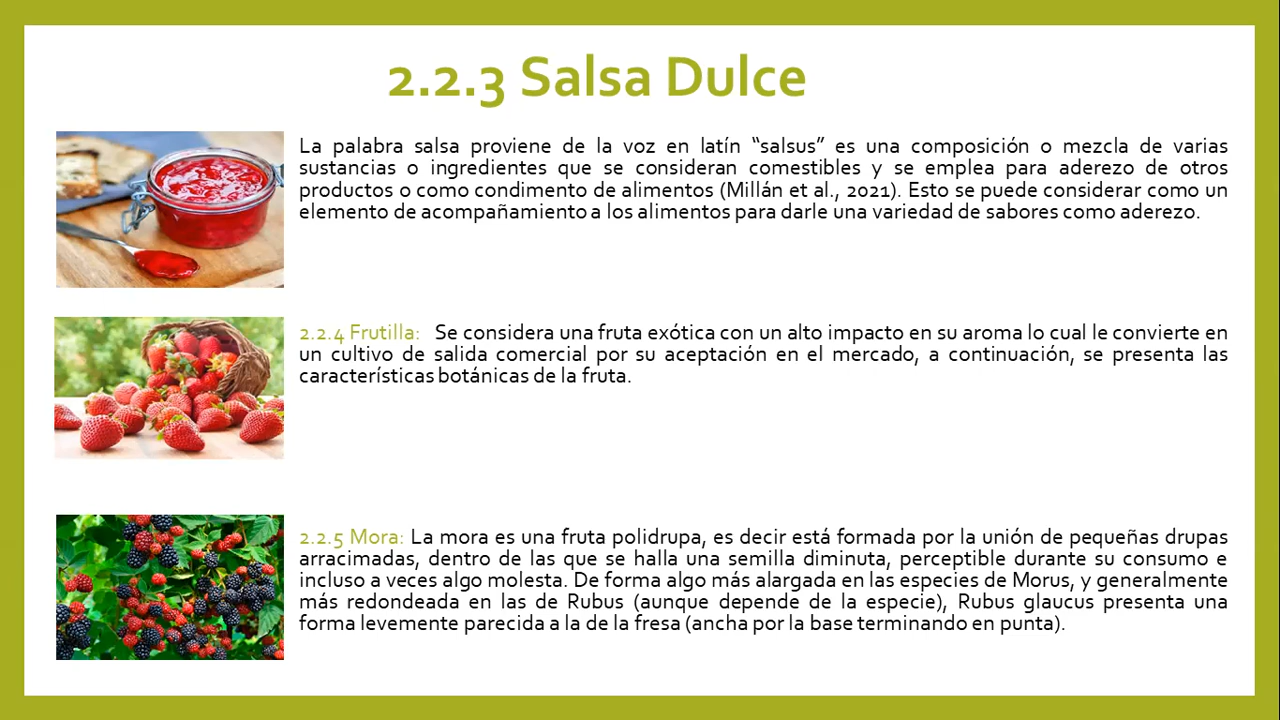 2.2.3 Salsa Dulce
La palabra salsa proviene de la voz en latín “salsus” es una composición o mezcla de varias
sustancias o ingredientes que se consideran comestibles y se emplea para aderezo de otros
productos o como condimento de alimentos (Millán et al., 2021). Esto se puede considerar como un
elemento de acompañamiento a los alimentos para darle una variedad de sabores como aderezo.
2.2.4 Frutilla: Se considera una fruta exótica con un alto impacto en su aroma lo cual le convierte en
un cultivo de salida comercial por su aceptación en el mercado, a continuación, se presenta las
características botánicas de la fruta.
2.2.5 Mora: La mora es una fruta polidrupa, es decir está formada por la unión de pequeñas drupas
arracimadas, dentro de las que se halla una semilla diminuta, perceptible durante su consumo e
incluso a veces algo molesta. De forma algo más alargada en las especies de Morus, y generalmente
más redondeada en las de Rubus (aunque depende de la especie), Rubus glaucus presenta una
forma levemente parecida a la de la fresa (ancha por la base terminando en punta).